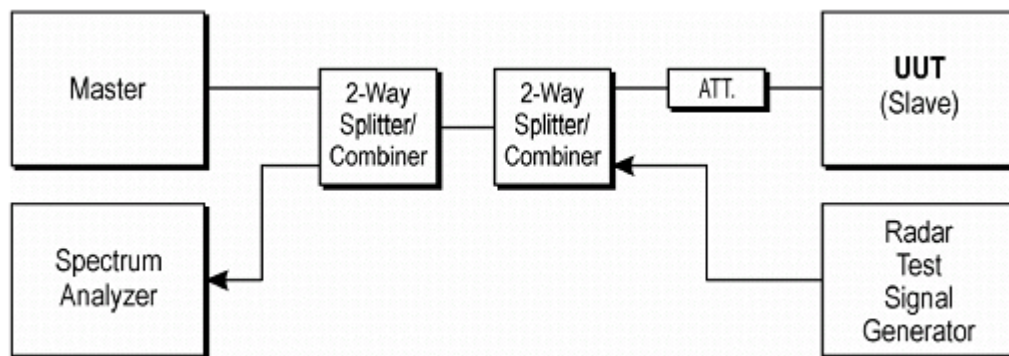 Master
2-Way
Splitter/
Combiner
2-Way
Splitter/
Combiner
ATT.
UUT
(Slave)
Spectrum
Analyzer
Radar
Test
Signal
Generator